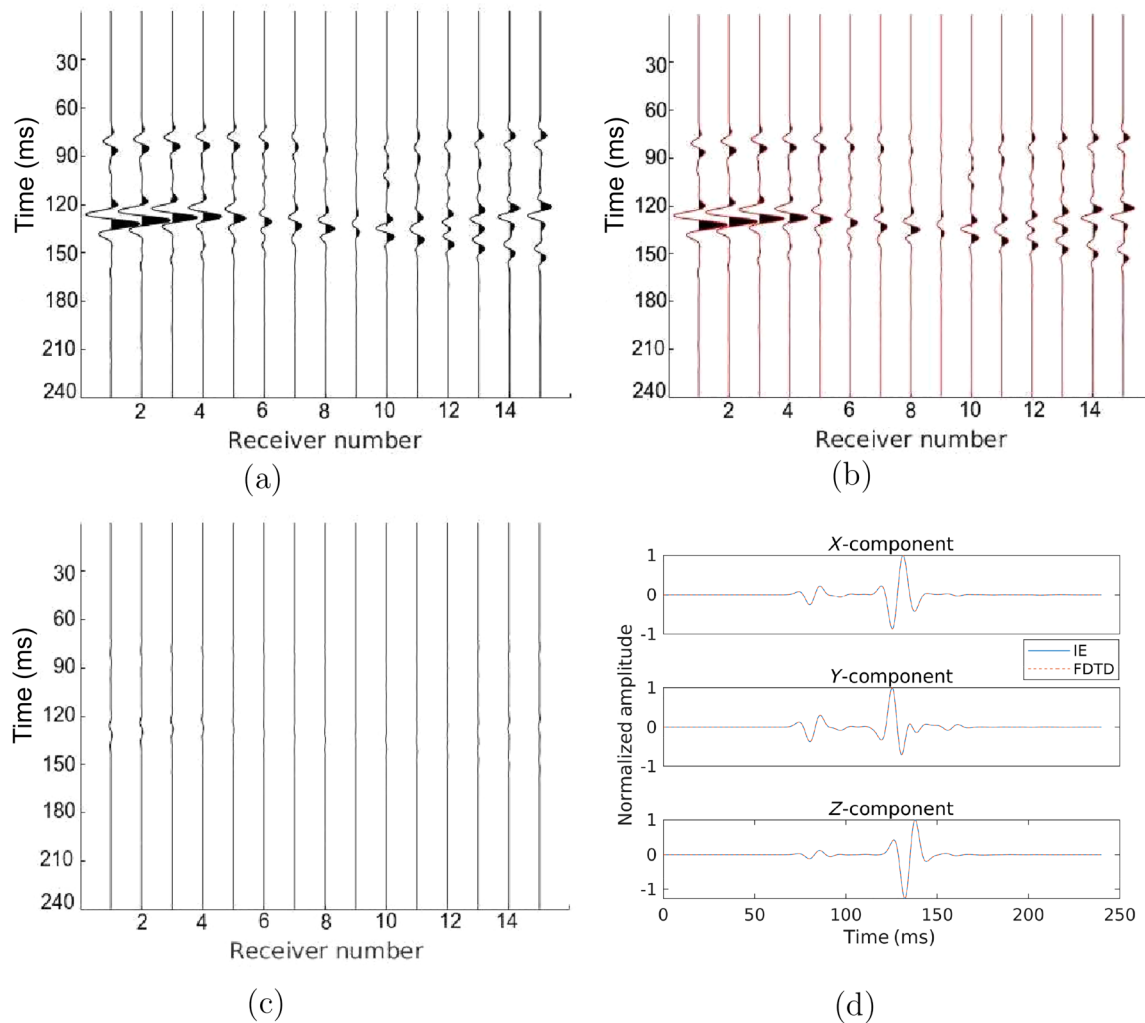 30
60
90
120
150
180
210
240
Time (ms)
2 4 6 8 10 12 14
Receiver number
(a)
30
60
90
120
150
180
210
240
Time (ms)
2 4 6 8 10 12 14
Receiver number
(b)
30
60
90
120
150
180
210
240
Time (ms)
2 4 6 8 10 12 14
Receiver number
(c)
X-component
1
0
-1
IE
FDTD
Y-component
1
0
-1
Normalized amplitude
Z-component
1
0
-1
0 50 100 150 200 250
Time (ms)
(d)